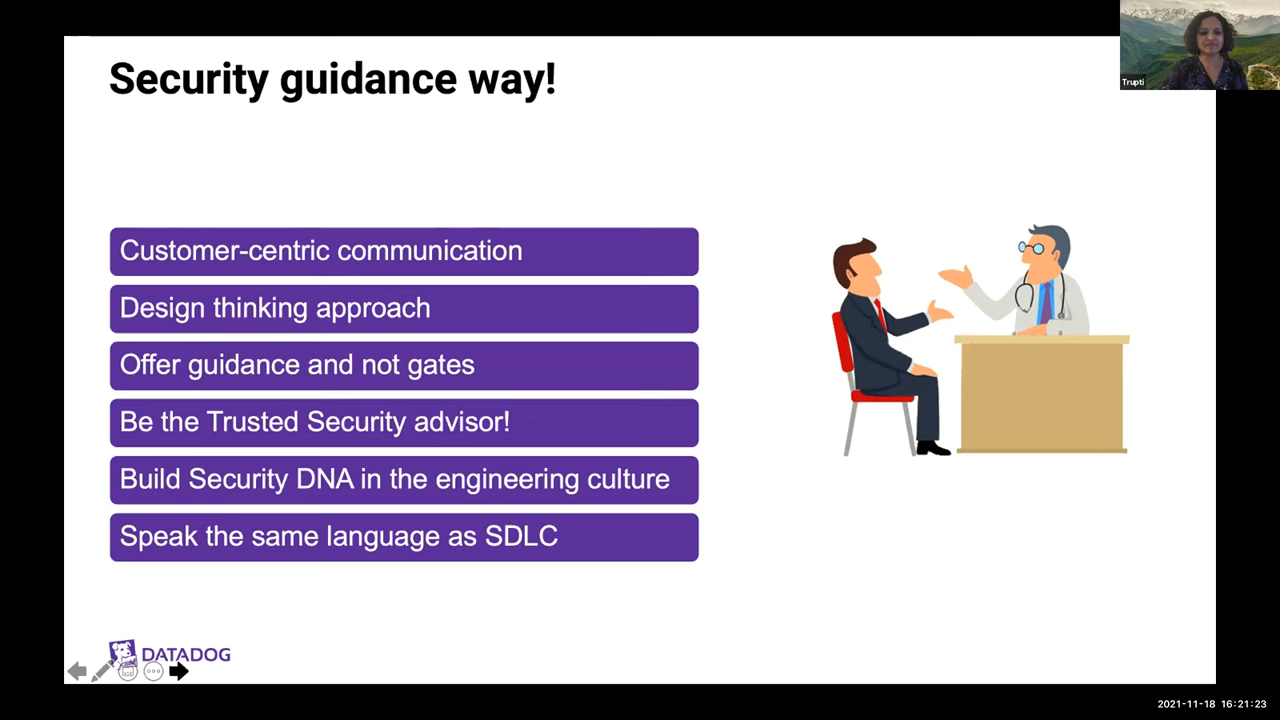 Security guidance way!
Trupti
Customer-centric communication
Design thinking approach
Offer guidance and not gates
Be the Trusted Security advisor!
Build Security DNA in the engineering culture
Speak the same language as SDLC
DATADOG
2021-11-18 16:21:23